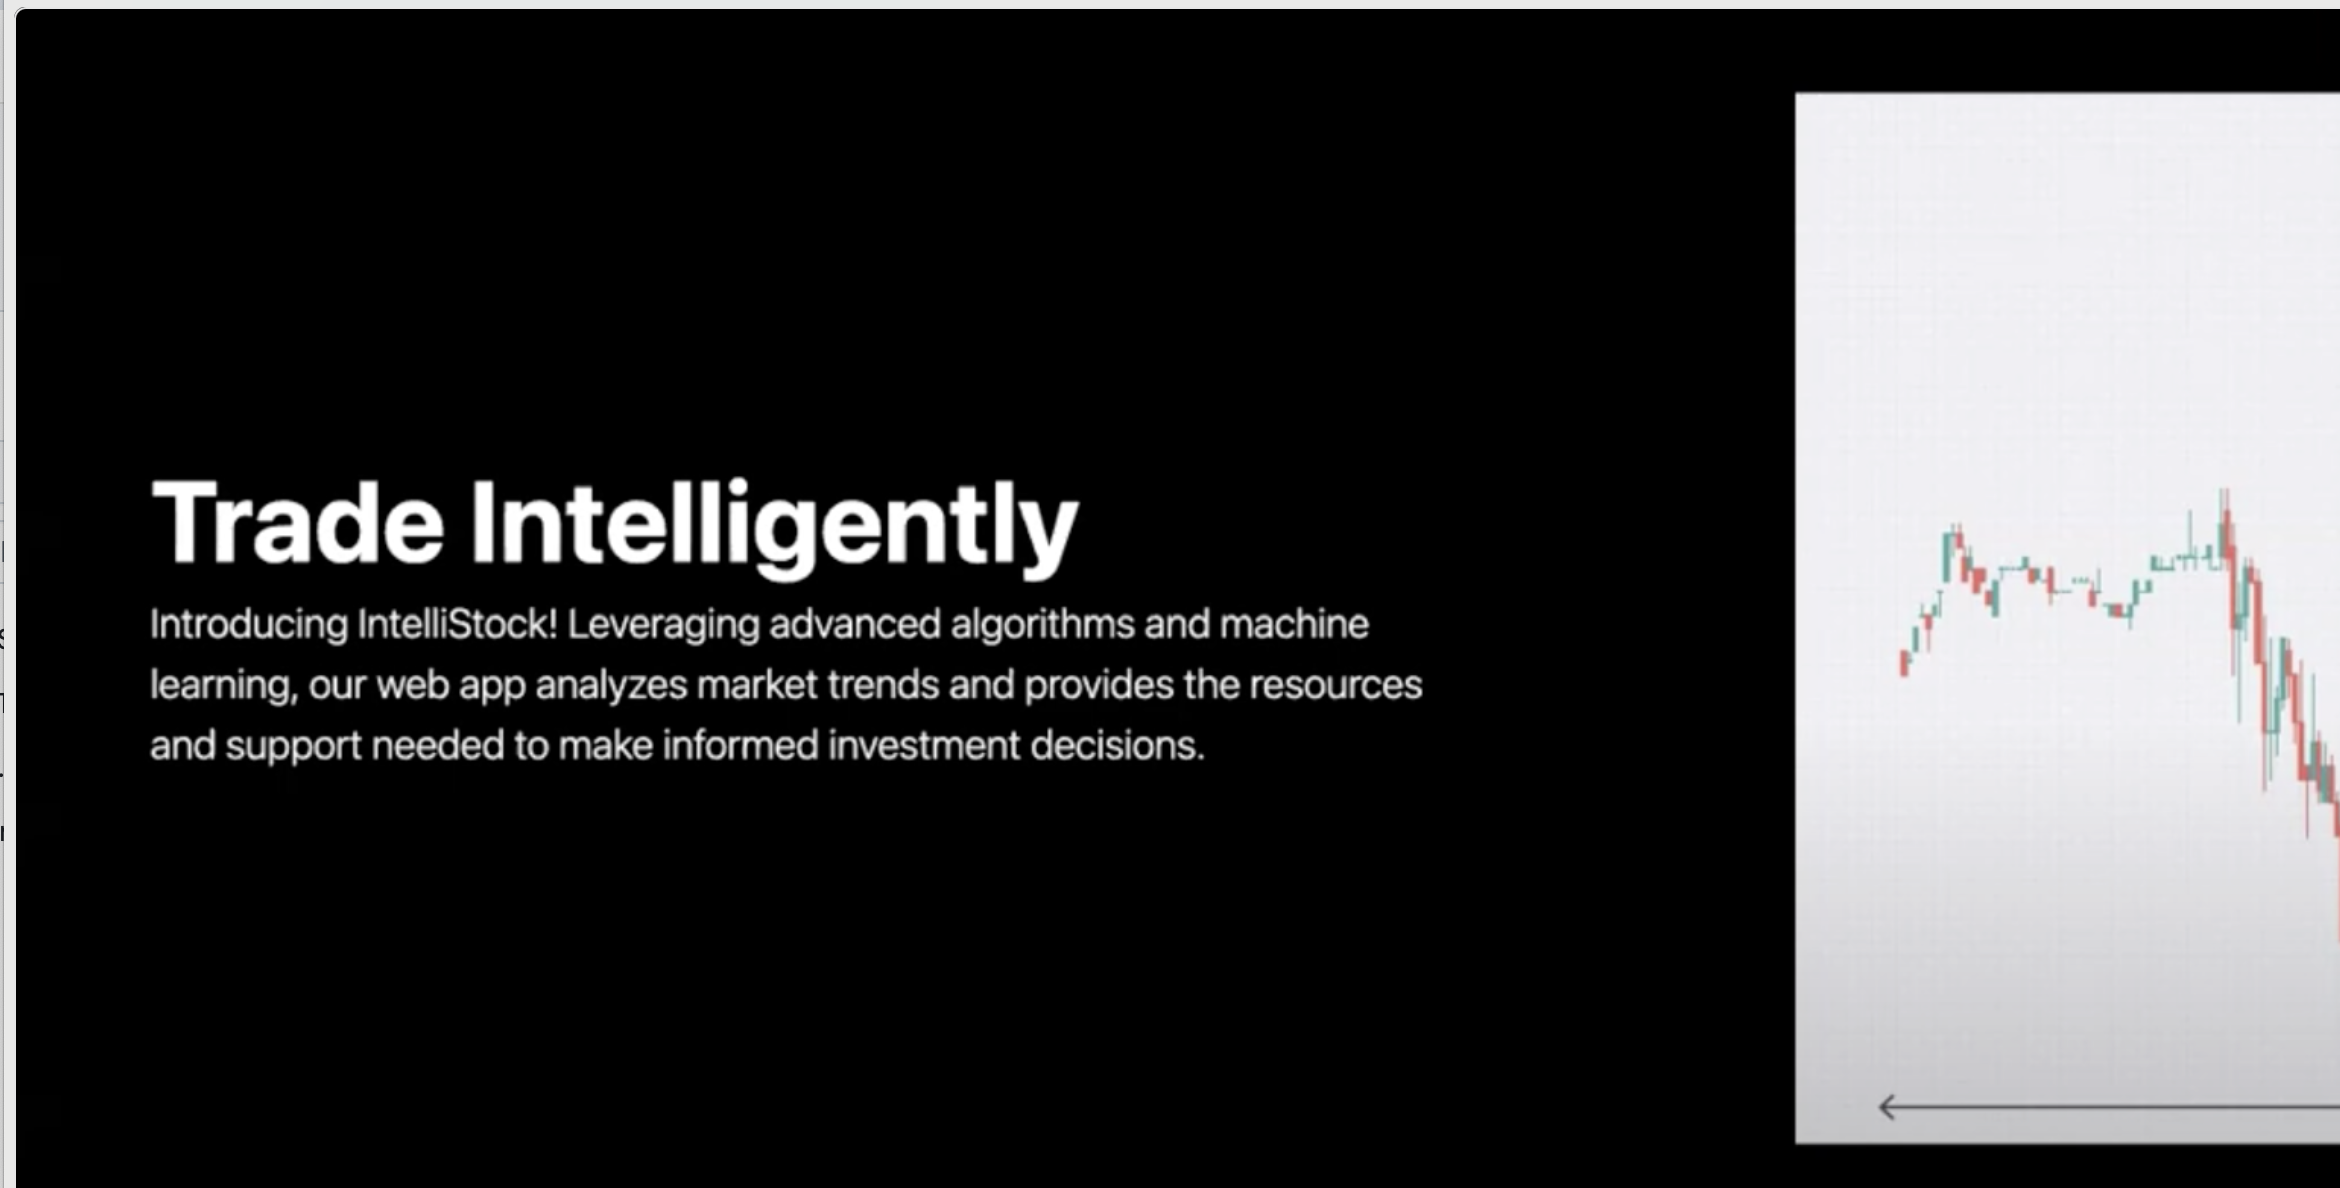 Trade Intelligently
Introducing IntelliStock! Leveraging advanced algorithms and machine
learning, our web app analyzes market trends and provides the resources
and support needed to make informed investment decisions.